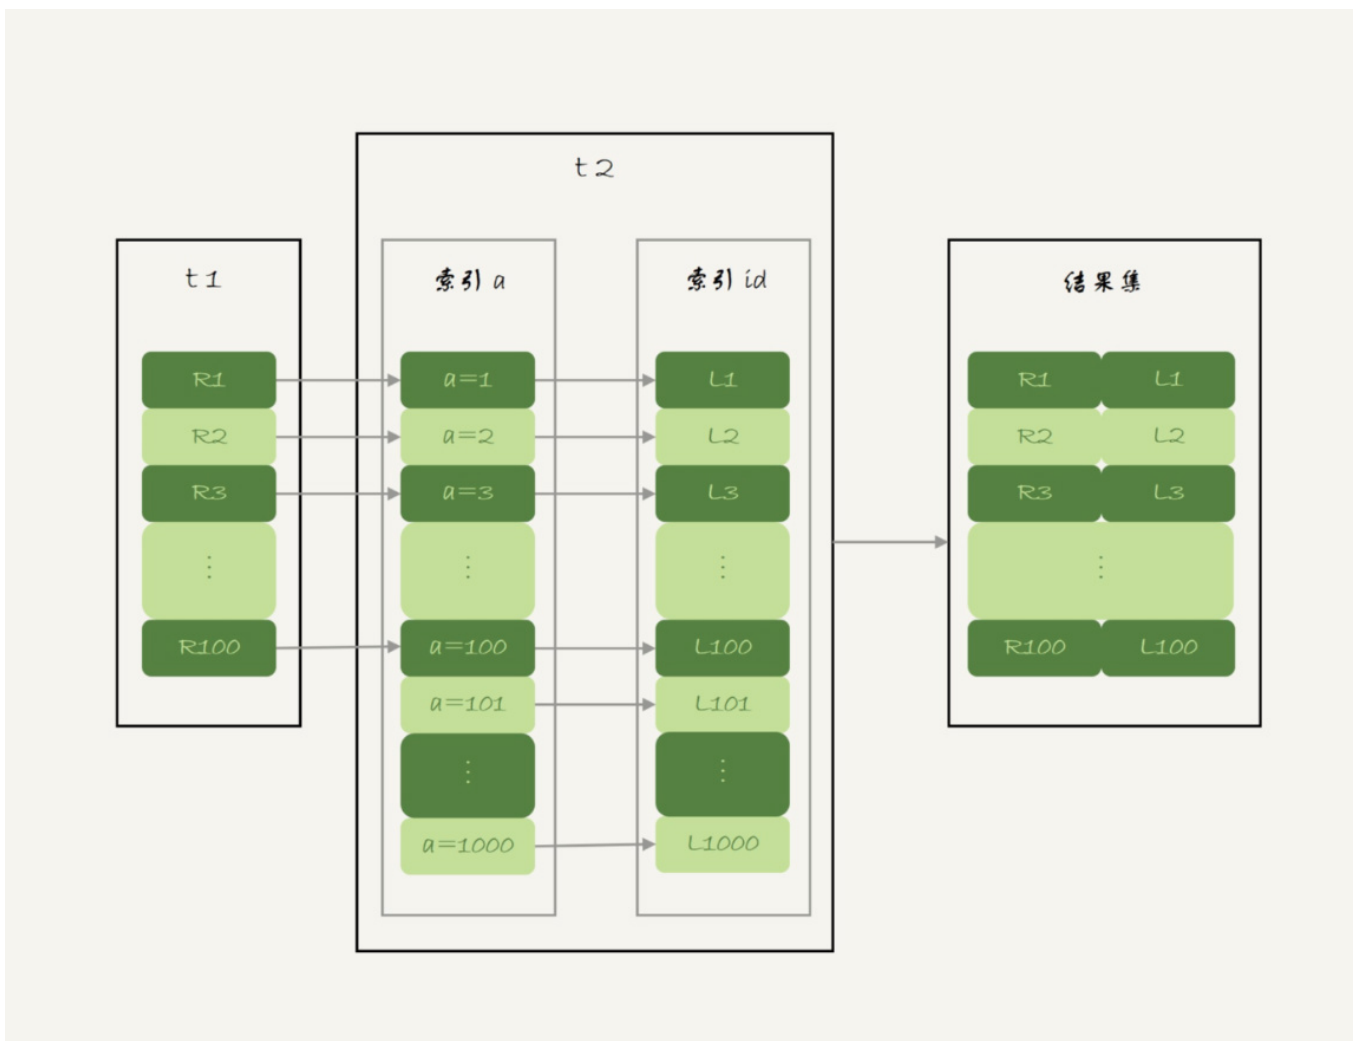 t2
t1
索引 a
索引 id
结果集
R1
a=1
L1
R1
L1
R2
a=2
L2
R2
L2
R3
a=3
L3
R3
L3
⋮
⋮
⋮
⋮
R100
a=100
L100
R100
L100
a=101
L101
⋮
⋮
a=1000
L1000